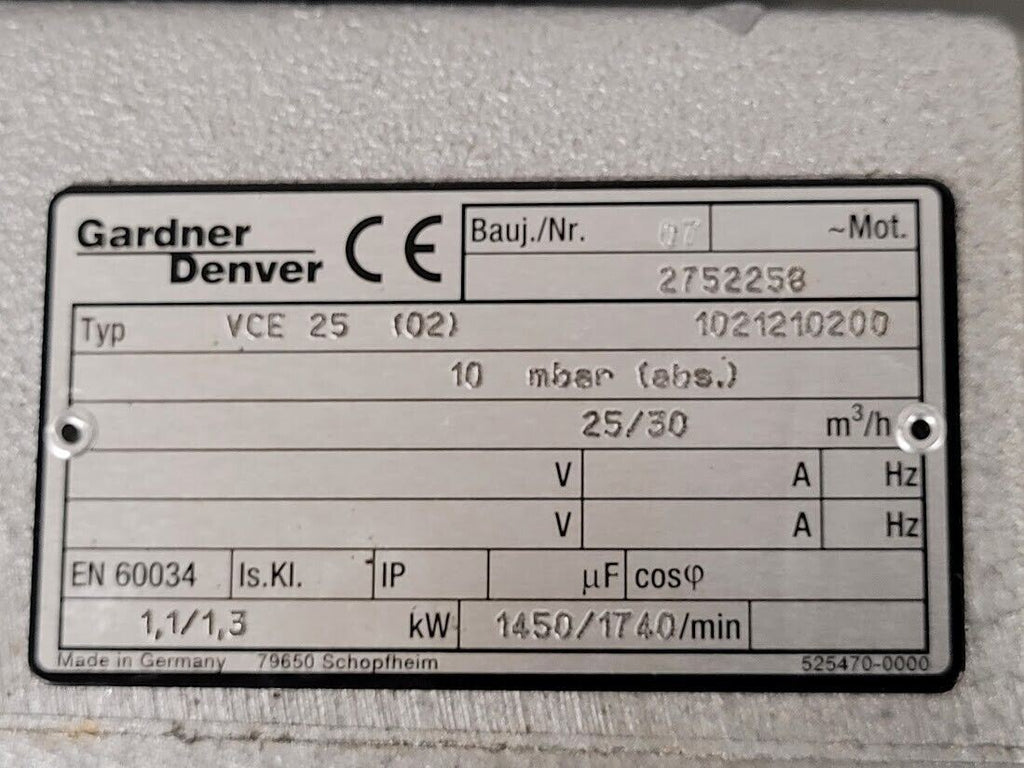 Gardner Denver CE
Bauj./Nr. 07 ~Mot.
2752258
Typ VCE 25 (02) 1021210200
10 mbar (abs.)
25/30 m³/h
V A Hz
V A Hz
EN 60034 Is.Kl. IP µF cosφ
1,1/1,3 kW 1450/1740/min
Made in Germany 79650 Schopfheim 525470-0000